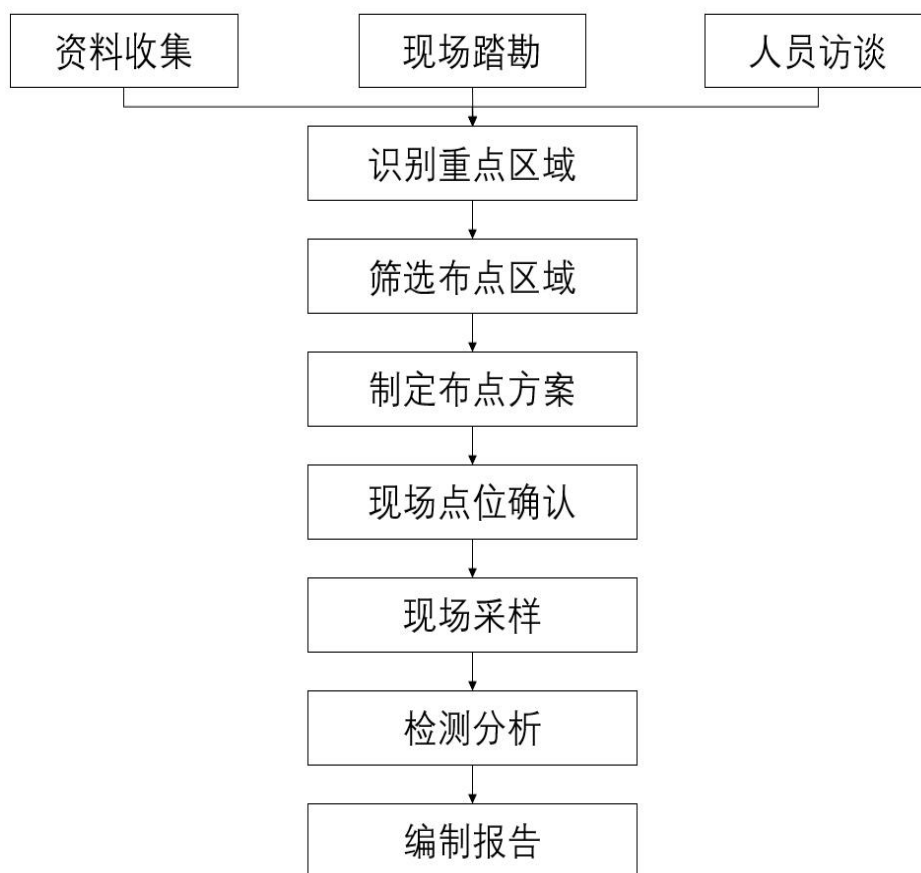 资料收集
现场踏勘
人员访谈
识别重点区域
筛选布点区域
制定布点方案
现场点位确认
现场采样
检测分析
编制报告